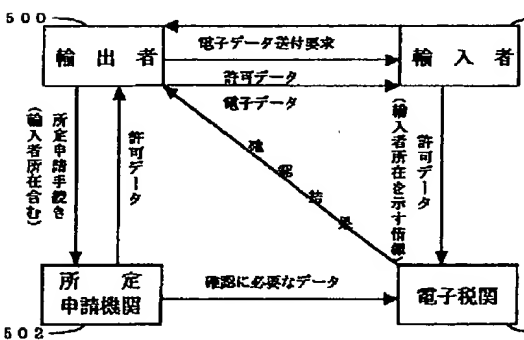 500
輸出者
輸入者
電子データ送付要求
許可データ
電子データ
所定申請手続き
(輸入者所在含む)
許可データ
確認結果
許可データ
(輸入者所在を示す情報)
所定
申請機関
確認に必要なデータ
電子税関
502